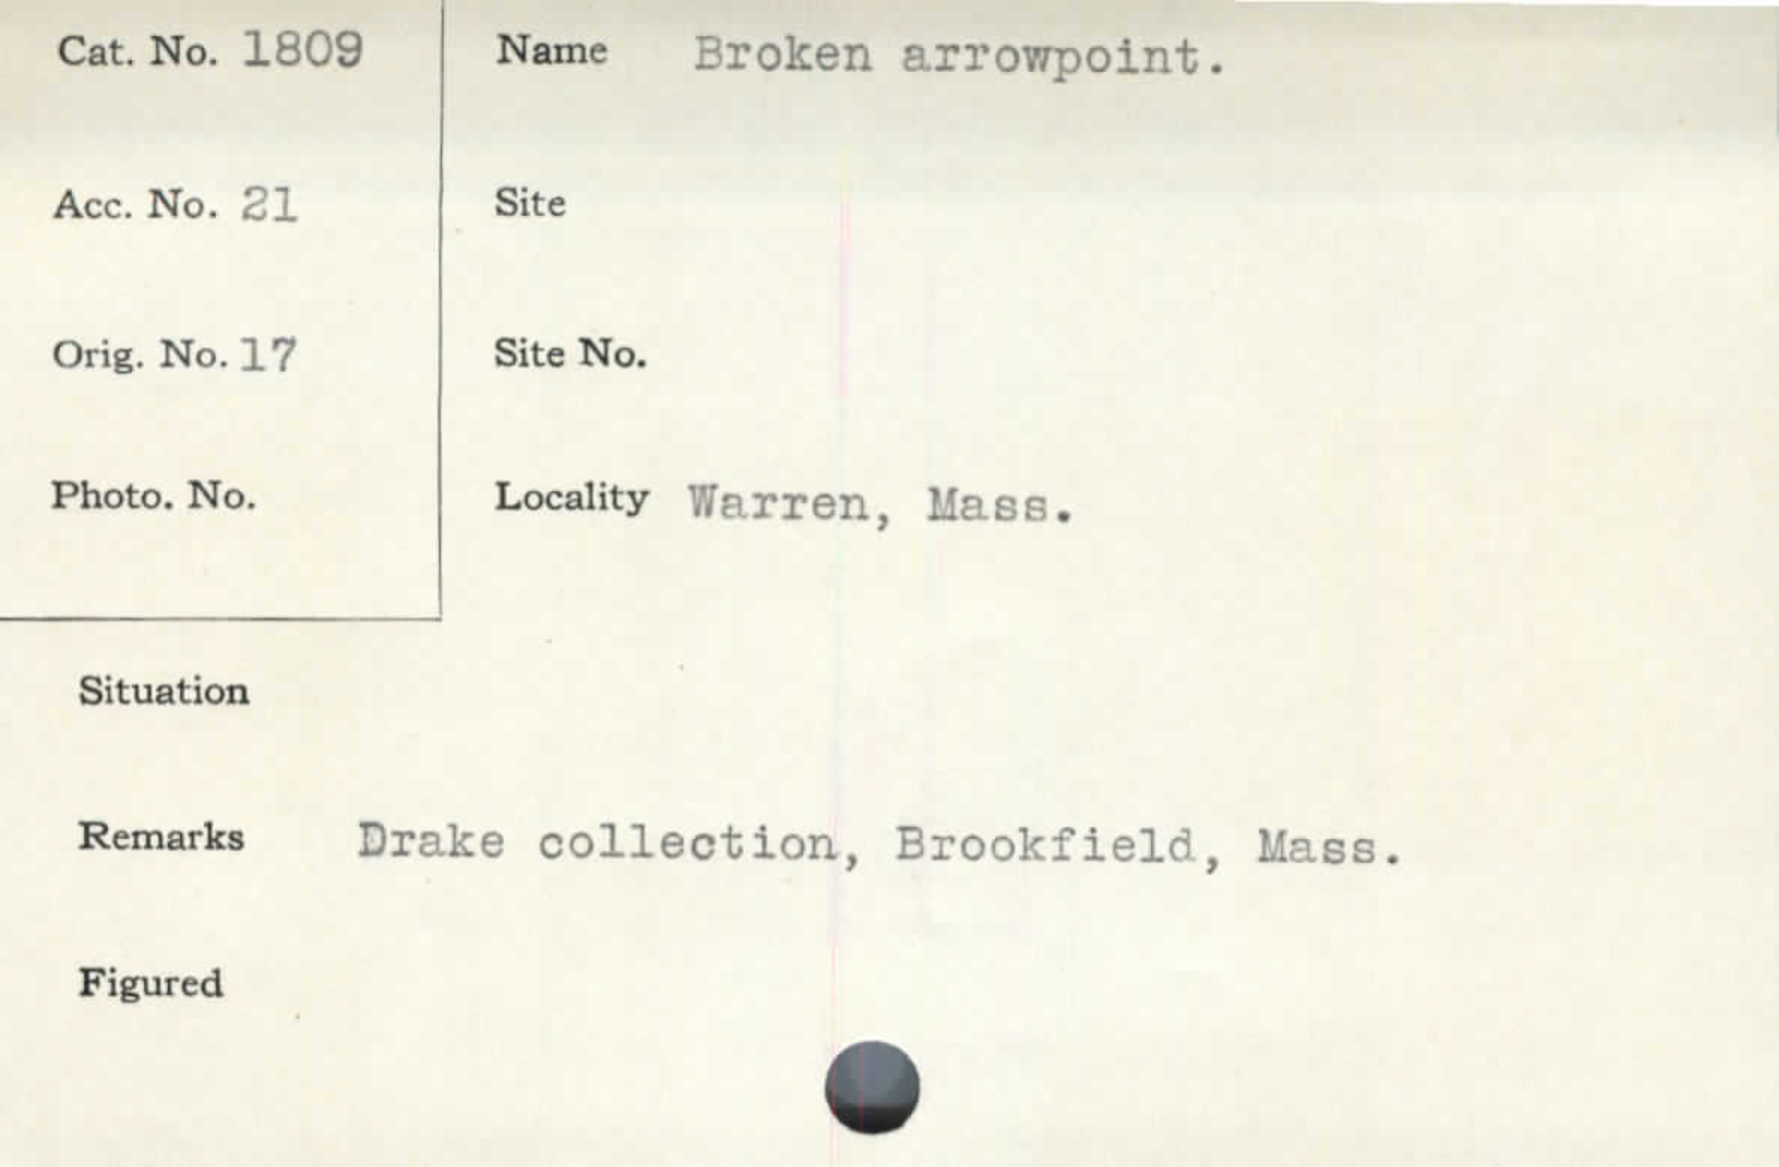 Cat. No. 1809
Name Broken arrowpoint.
Acc. No. 21
Site
Orig. No. 17
Site No.
Photo. No.
Locality Warren, Mass.
Situation
Remarks Drake collection, Brookfield, Mass.
Figured